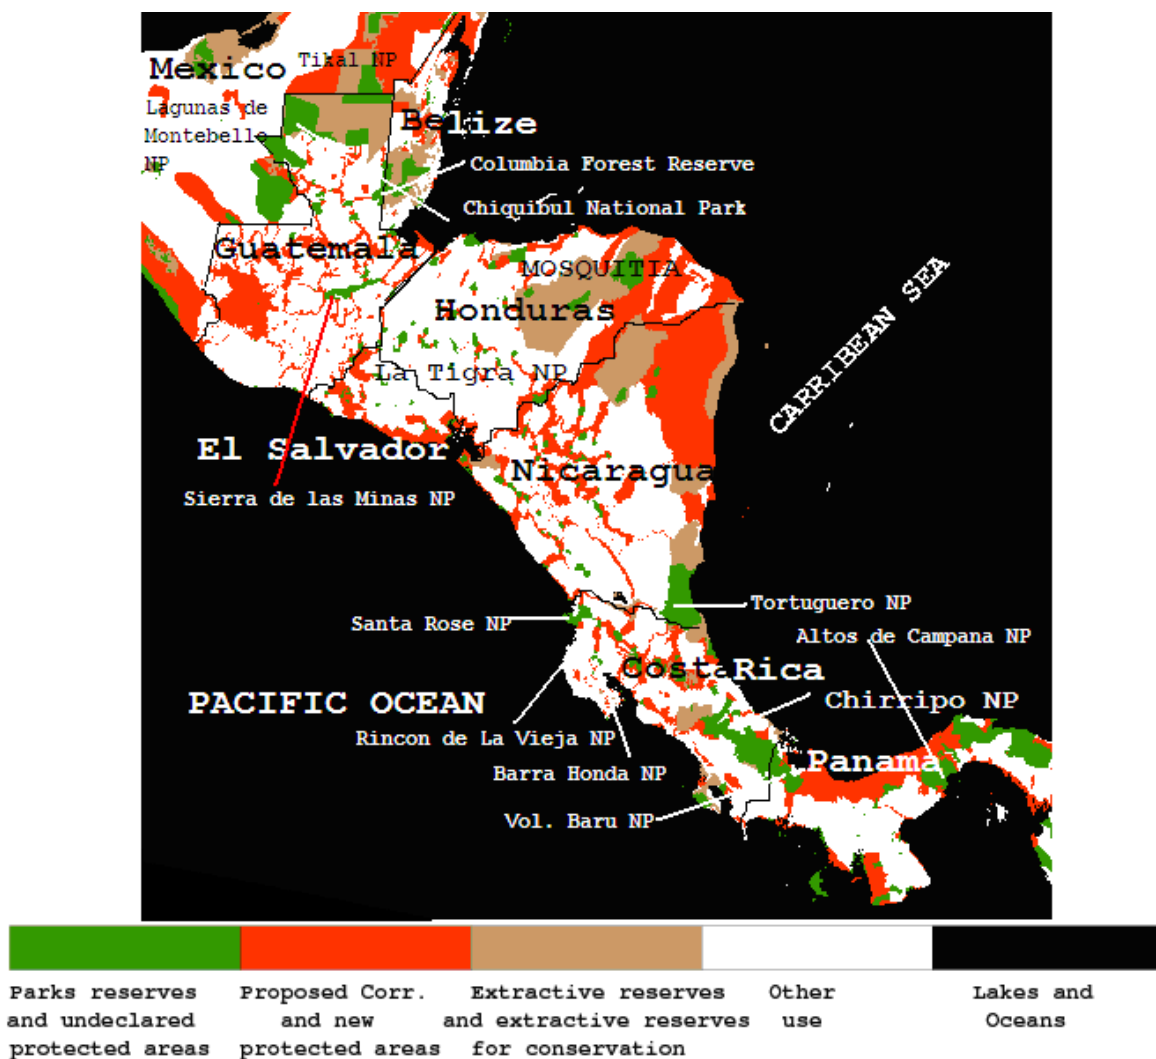 Tikal NP
Mexico
Lagunas de
Montebello
NP
Belize
Columbia Forest Reserve
Chiquibul National Park
Guatemala
MOSQUITIA
Honduras
CARRIBEAN SEA
La Tigra NP
El Salvador
Nicaragua
Sierra de las Minas NP
Tortuguero NP
Santa Rose NP
Altos de Campana NP
Costa Rica
PACIFIC OCEAN
Chirripo NP
Rincon de La Vieja NP
Panama
Barra Honda NP
Vol. Baru NP
Parks reserves
and undeclared
protected areas
Proposed Corr.
and new
protected areas
Extractive reserves
and extractive reserves
for conservation
Other
use
Lakes and
Oceans